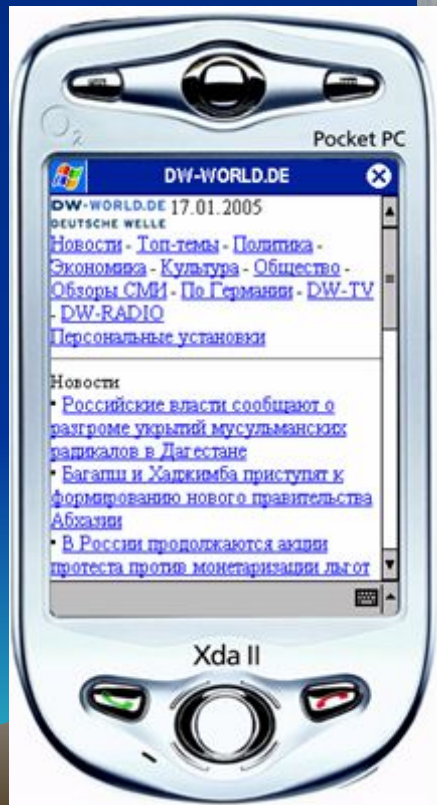 O2
Pocket PC
DW-WORLD.DE
DW-WORLD.DE 17.01.2005
DEUTSCHE WELLE
Новости - Топ-темы - Политика -
Экономика - Культура - Общество -
Обзоры СМИ - По Германии - DW-TV
- DW-RADIO
Персональные установки
Новости
• Российские власти сообщают о
разгроме укрытий мусульманских
радикалов в Дагестане
• Багапш и Хаджимба приступят к
формированию нового правительства
Абхазии
• В России продолжаются акции
протеста против монетаризации льгот
Xda II